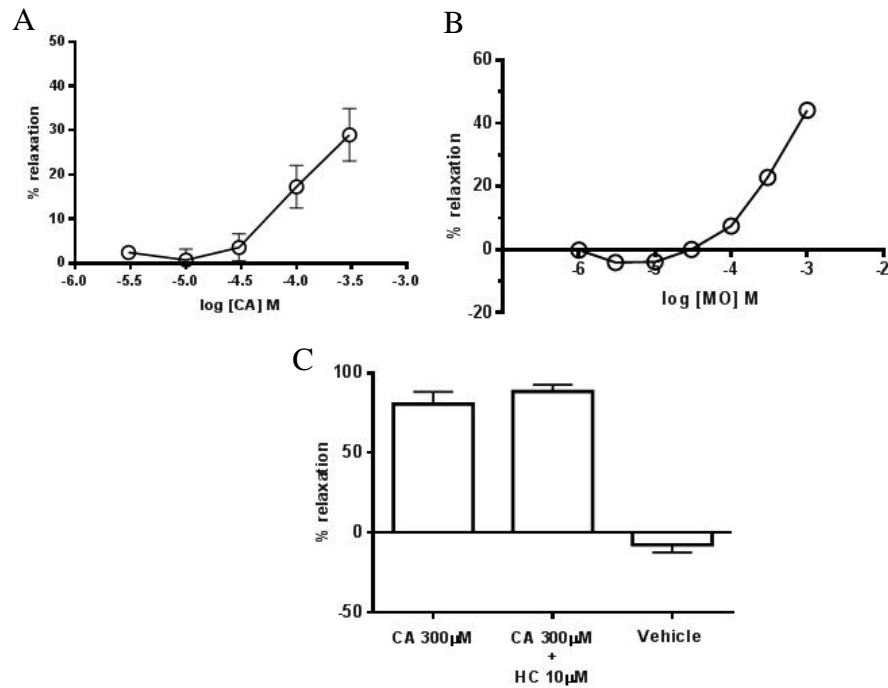 A
50
40
30
20
10
0
% relaxation
-6.0 -5.5 -5.0 -4.5 -4.0 -3.5 -3.0
log [CA] M
B
60
40
20
0
-20
% relaxation
-6 -5 -4 -3 -2
log [MO] M
C
100
50
0
-50
% relaxation
CA 300µM
CA 300µM
+
HC 10µM
Vehicle